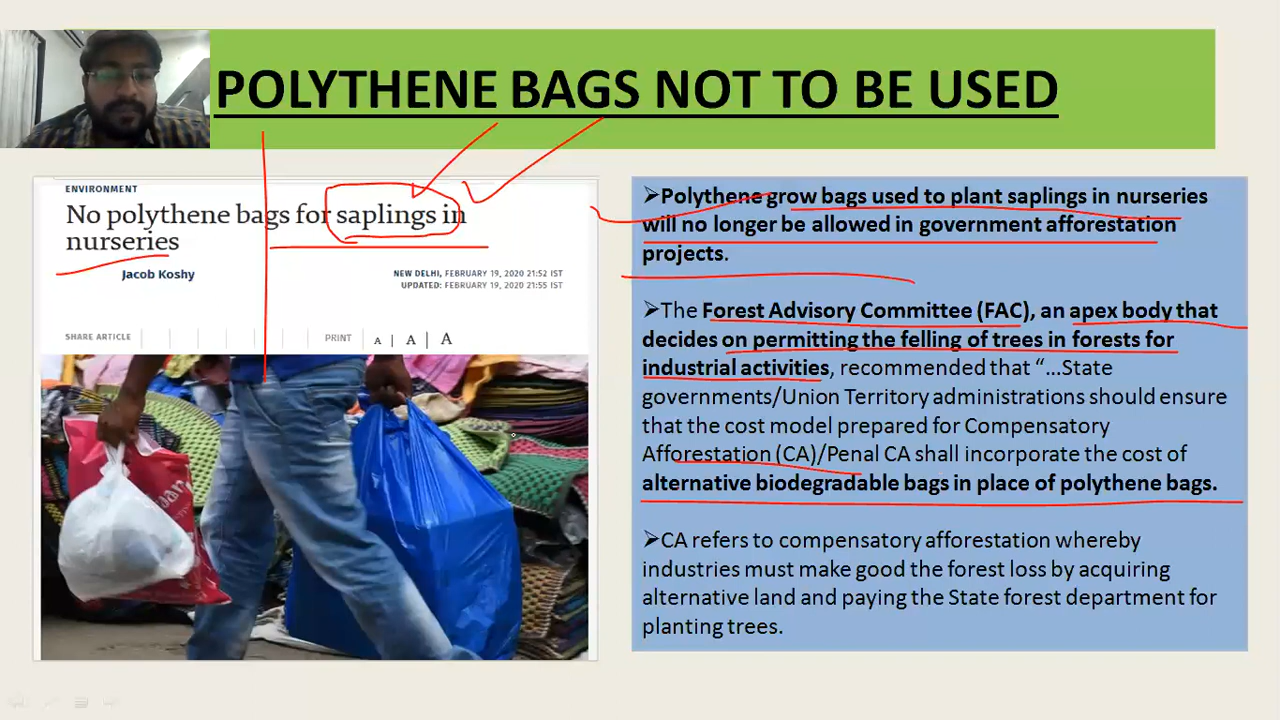 POLYTHENE BAGS NOT TO BE USED
ENVIRONMENT
No polythene bags for saplings in
nurseries
Jacob Koshy
NEW DELHI, FEBRUARY 19, 2020 21:52 IST
UPDATED: FEBRUARY 19, 2020 21:55 IST
SHARE ARTICLE PRINT A A A
➢Polythene grow bags used to plant saplings in nurseries
will no longer be allowed in government afforestation
projects.
➢The Forest Advisory Committee (FAC), an apex body that
decides on permitting the felling of trees in forests for
industrial activities, recommended that “...State
governments/Union Territory administrations should ensure
that the cost model prepared for Compensatory
Afforestation (CA)/Penal CA shall incorporate the cost of
alternative biodegradable bags in place of polythene bags.
➢CA refers to compensatory afforestation whereby
industries must make good the forest loss by acquiring
alternative land and paying the State forest department for
planting trees.